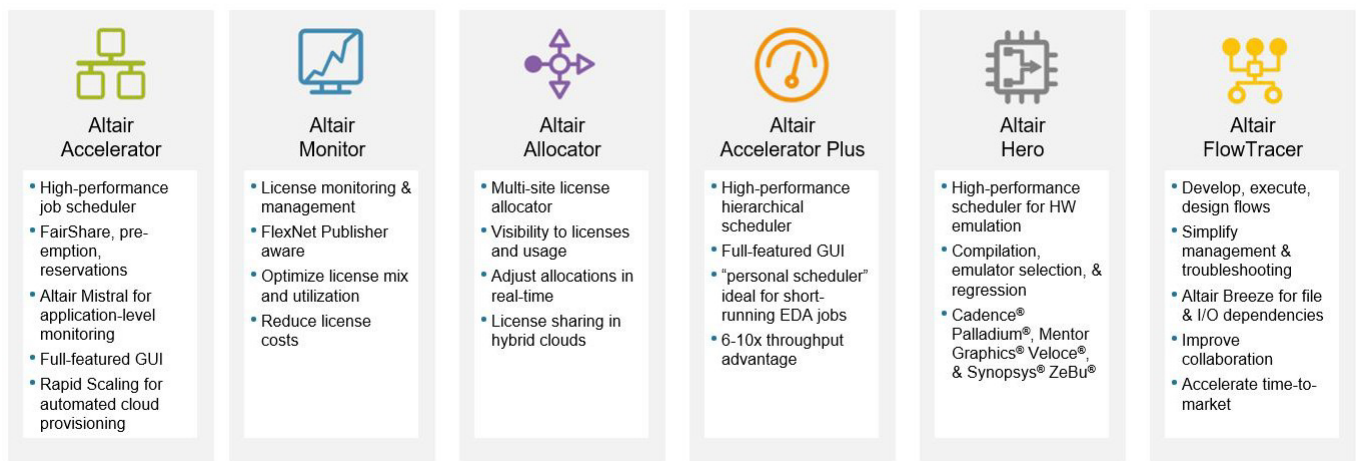 Altair
Accelerator
• High-performance
job scheduler
• FairShare, pre-
emption,
reservations
• Altair Mistral for
application-level
monitoring
• Full-featured GUI
• Rapid Scaling for
automated cloud
provisioning
Altair
Monitor
• License monitoring &
management
• FlexNet Publisher
aware
• Optimize license mix
and utilization
• Reduce license
costs
Altair
Allocator
• Multi-site license
allocator
• Visibility to licenses
and usage
• Adjust allocations in
real-time
• License sharing in
hybrid clouds
Altair
Accelerator Plus
• High-performance
hierarchical
scheduler
• Full-featured GUI
• “personal scheduler”
ideal for short-
running EDA jobs
• 6-10x throughput
advantage
Altair
Hero
• High-performance
scheduler for HW
emulation
• Compilation,
emulator selection, &
regression
• Cadence®
Palladium®, Mentor
Graphics® Veloce®,
& Synopsys® ZeBu®
Altair
FlowTracer
• Develop, execute,
design flows
• Simplify
management &
troubleshooting
• Altair Breeze for file
& I/O dependencies
• Improve
collaboration
• Accelerate time-to-
market